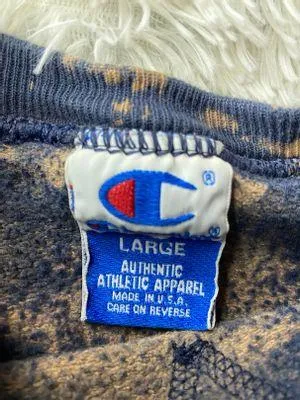 ®
LARGE
AUTHENTIC
ATHLETIC APPAREL
MADE IN U.S.A.
CARE ON REVERSE